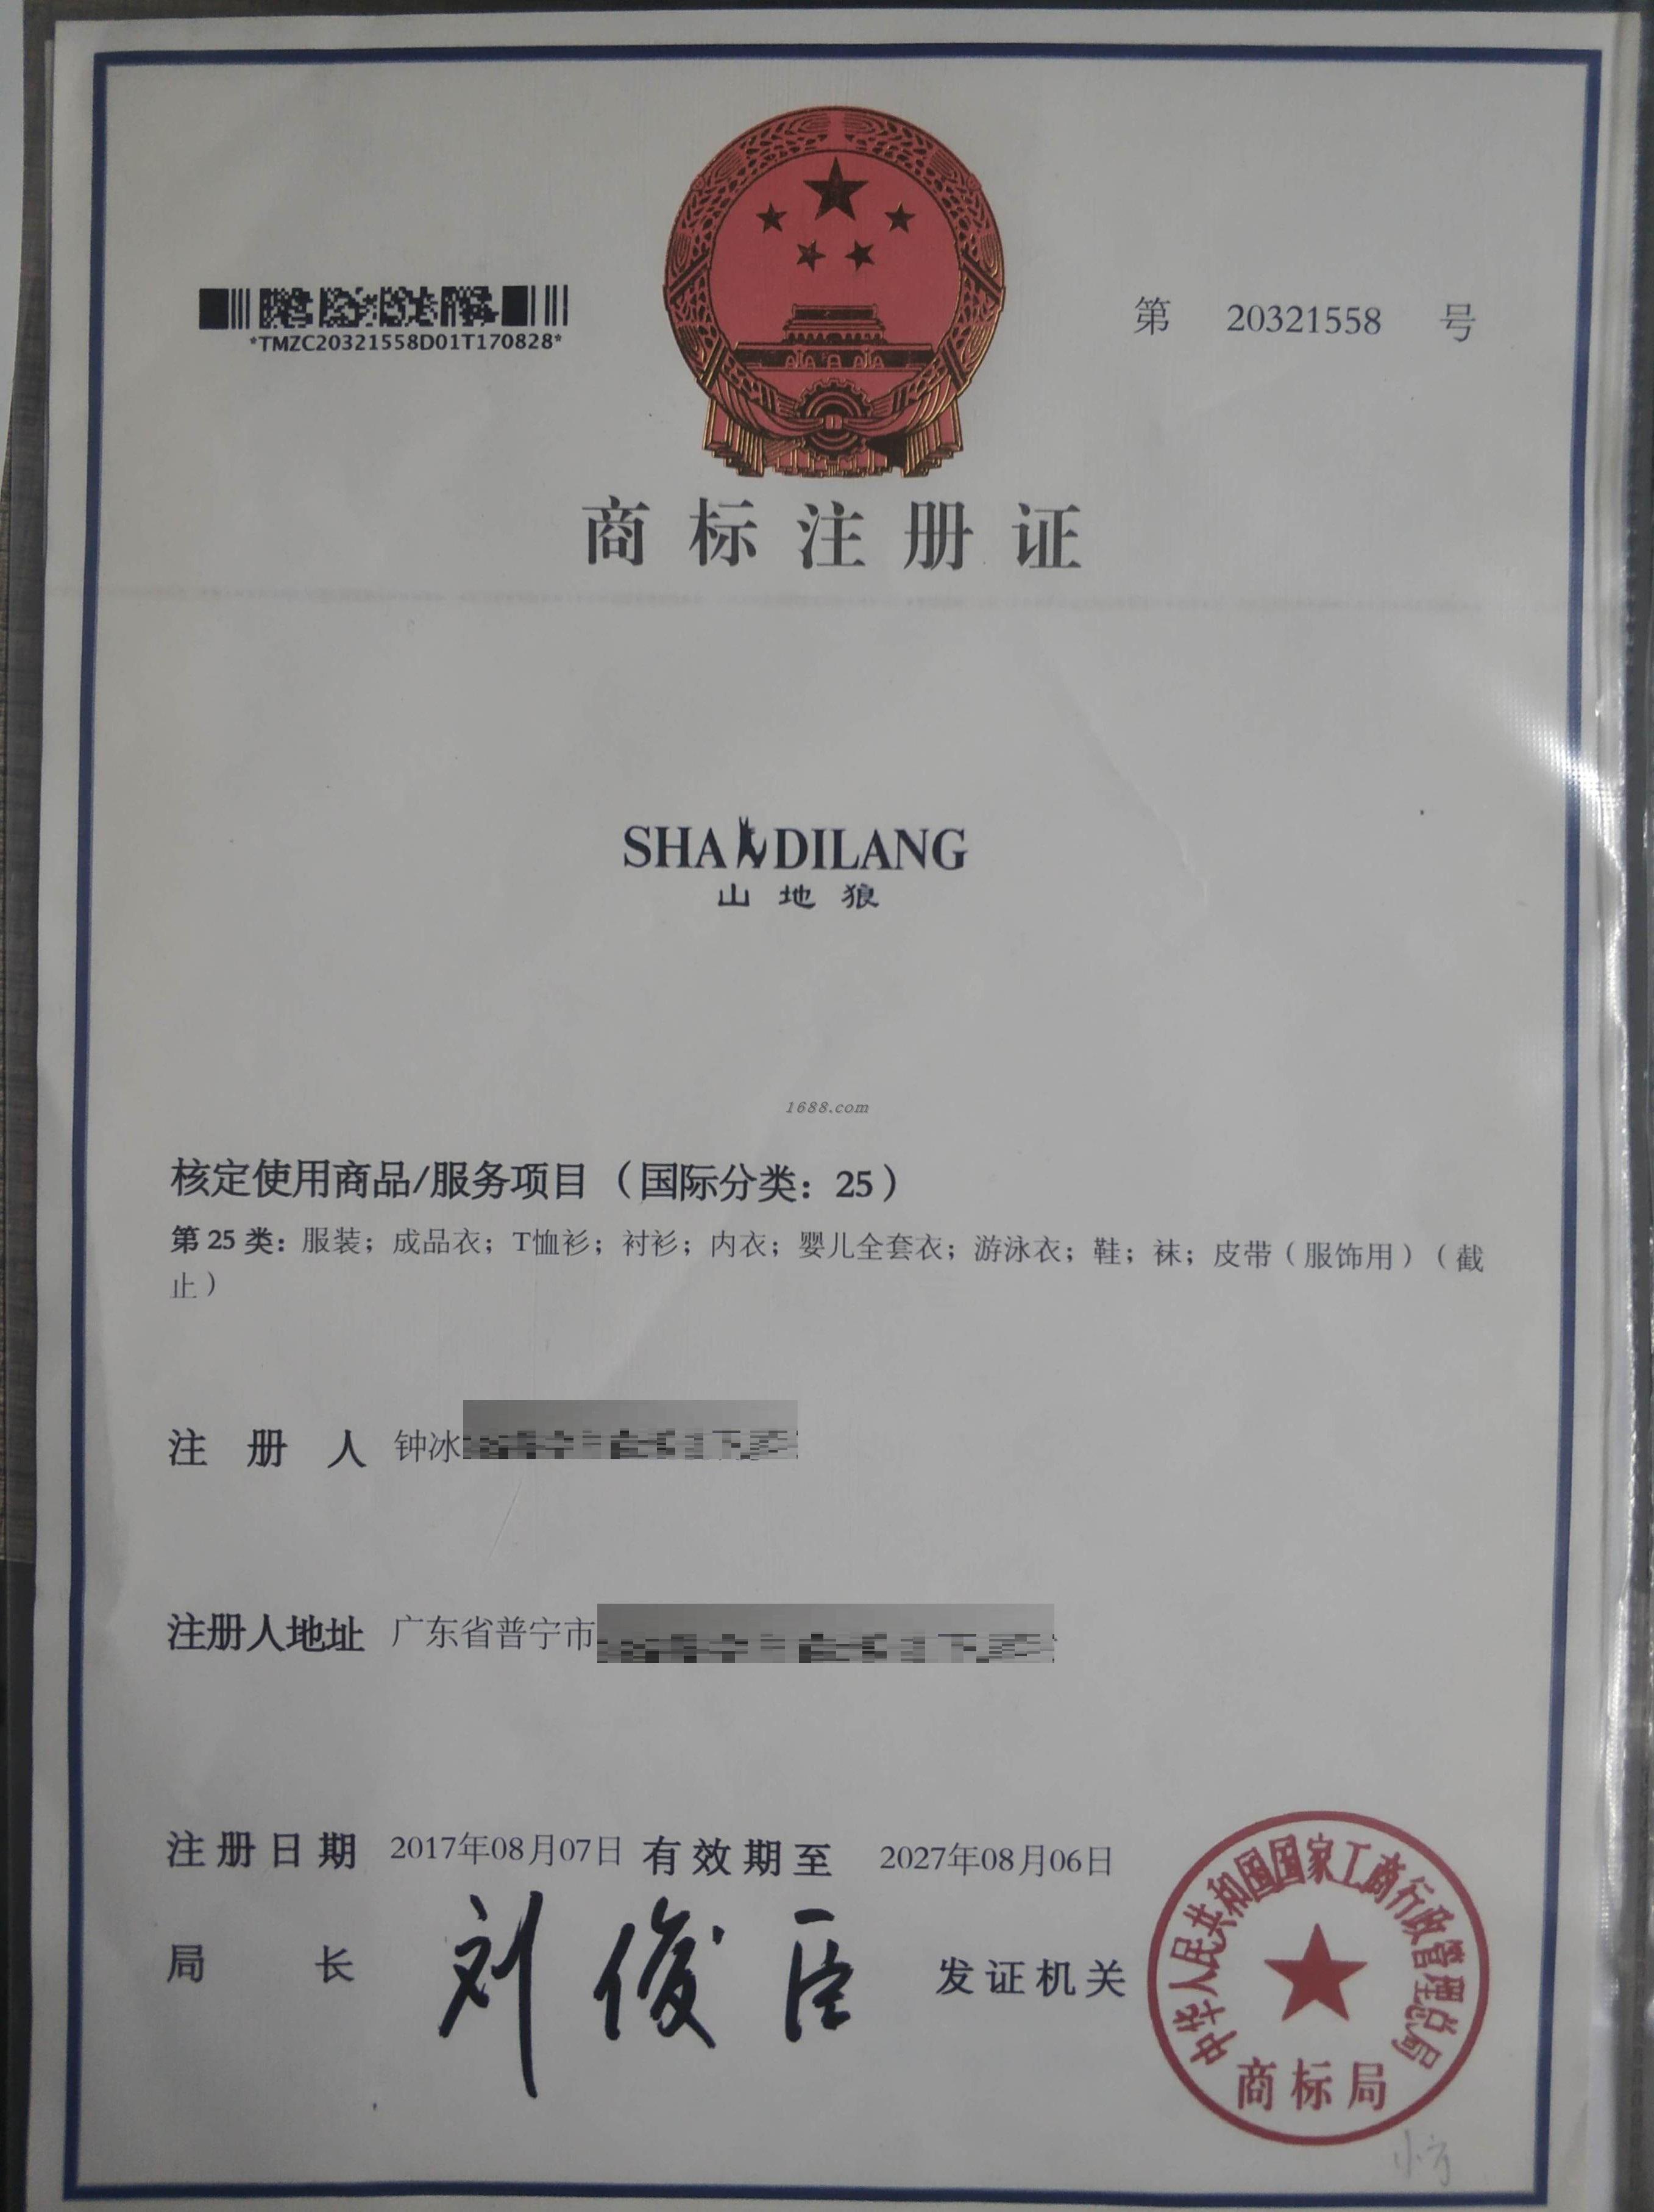 *TMZC20321558D01T170828*
第 20321558 号
商标注册证
SHANDILANG
山地狼
1688.com
核定使用商品/服务项目（国际分类：25）
第25类：服装；成品衣；T恤衫；衬衫；内衣；婴儿全套衣；游泳衣；鞋；袜；皮带（服饰用）（截
止）
注册人 钟冰
注册人地址 广东省普宁市
注册日期 2017年08月07日 有效期至 2027年08月06日
局长 刘俊臣 发证机关
中华人民共和国国家工商行政管理总局
商标局
小方